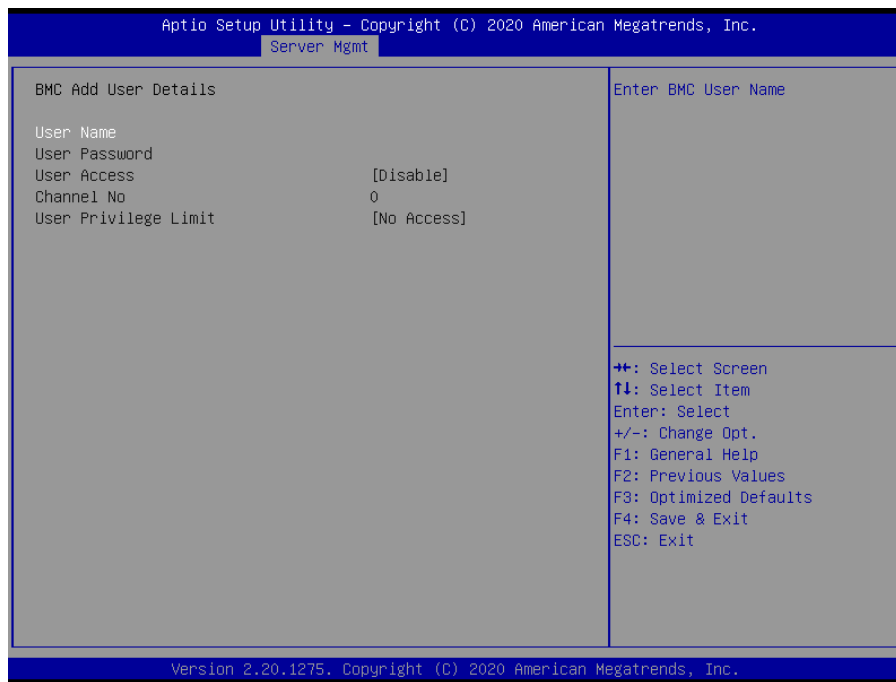 Aptio Setup Utility – Copyright (C) 2020 American Megatrends, Inc.
Server Mgmt
BMC Add User Details
User Name
User Password
User Access [Disable]
Channel No 0
User Privilege Limit [No Access]
Enter BMC User Name
→←: Select Screen
↑↓: Select Item
Enter: Select
+/-: Change Opt.
F1: General Help
F2: Previous Values
F3: Optimized Defaults
F4: Save & Exit
ESC: Exit
Version 2.20.1275. Copyright (C) 2020 American Megatrends, Inc.